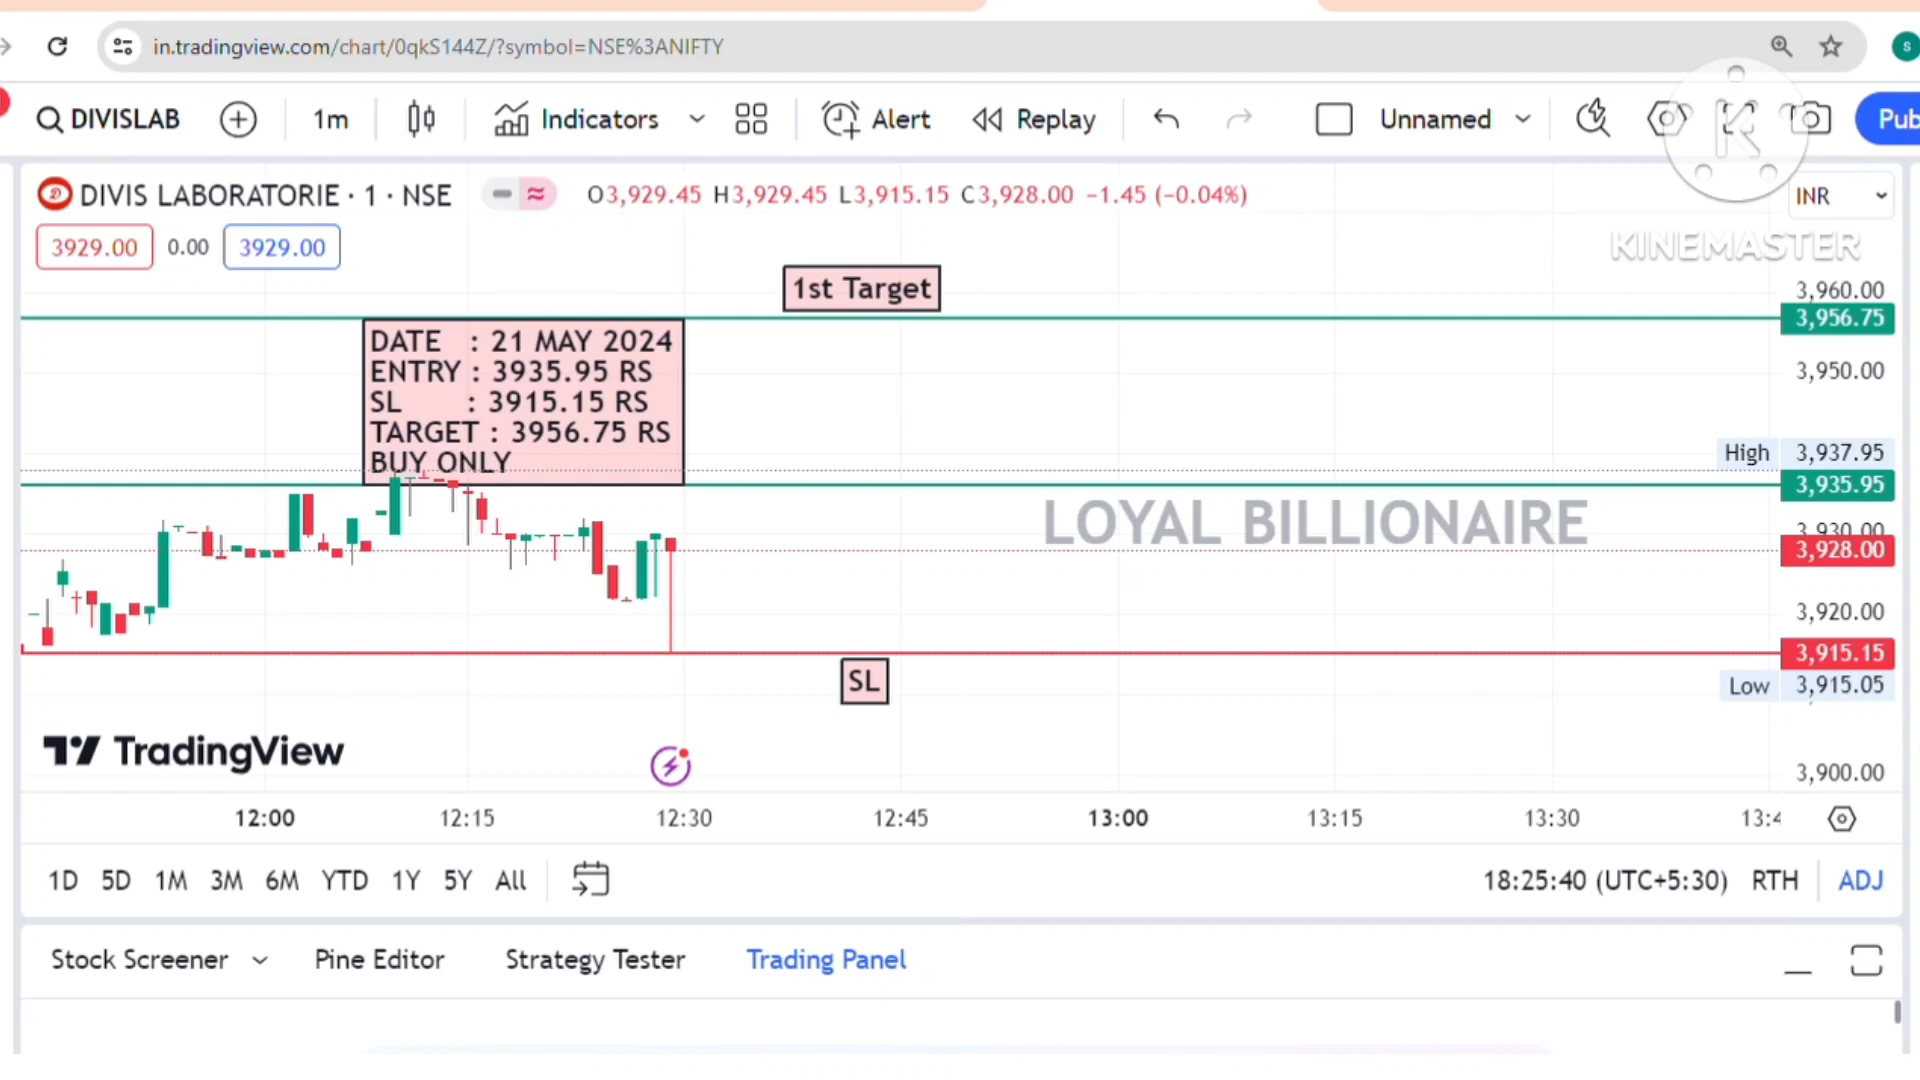 in.tradingview.com/chart/0qkS144Z/?symbol=NSE%3ANIFTY
S
DIVISLAB 1m Indicators Alert Replay Unnamed Pub
K
DIVIS LABORATORIE · 1 · NSE O3,929.45 H3,929.45 L3,915.15 C3,928.00 −1.45 (−0.04%) INR
3929.00 0.00 3929.00
KINEMASTER
1st Target
3,960.00
3,956.75
DATE : 21 MAY 2024
ENTRY : 3935.95 RS
3,950.00
SL : 3915.15 RS
TARGET : 3956.75 RS
BUY ONLY
High 3,937.95
3,935.95
LOYAL BILLIONAIRE
3,930.00
3,928.00
3,920.00
3,915.15
SL
Low 3,915.05
TradingView
3,900.00
12:00 12:15 12:30 12:45 13:00 13:15 13:30 13:4
1D 5D 1M 3M 6M YTD 1Y 5Y All 18:25:40 (UTC+5:30) RTH ADJ
Stock Screener Pine Editor Strategy Tester Trading Panel